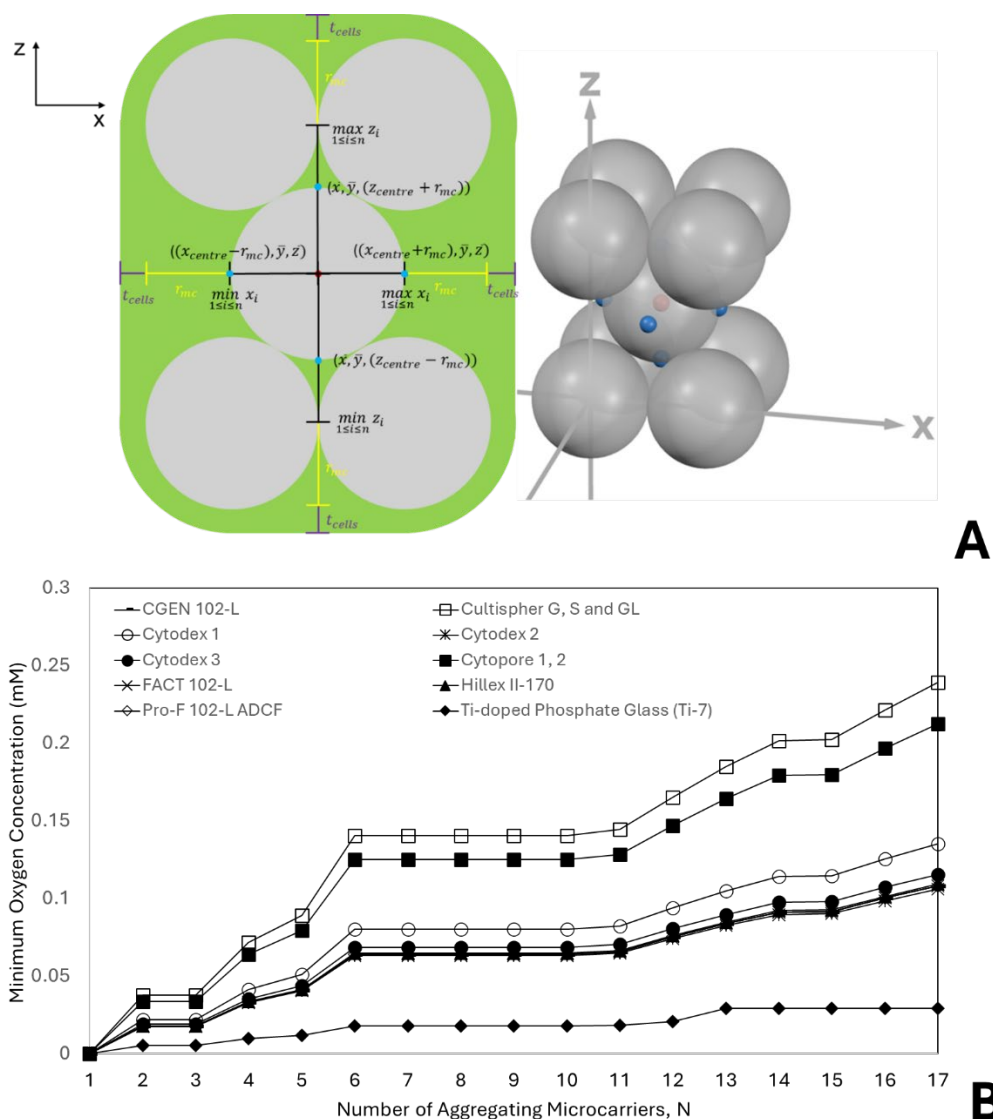 z
x
t_cells
r_mc
max z_i
1≤i≤n
(ẋ, ȳ, (z_centre + r_mc))
((x_centre−r_mc), ȳ, z)
((x_centre+r_mc), ȳ, z)
t_cells
r_mc
min x_i
1≤i≤n
max x_i
1≤i≤n
r_mc
t_cells
(ẋ, ȳ, (z_centre − r_mc))
min z_i
1≤i≤n
r_mc
t_cells
z
x
A
Minimum Oxygen Concentration (mM)
0.3
0.25
0.2
0.15
0.1
0.05
0
CGEN 102-L
Cultispher G, S and GL
Cytodex 1
Cytodex 2
Cytodex 3
Cytopore 1, 2
FACT 102-L
Hillex II-170
Pro-F 102-L ADCF
Ti-doped Phosphate Glass (Ti-7)
1 2 3 4 5 6 7 8 9 10 11 12 13 14 15 16 17
Number of Aggregating Microcarriers, N
B